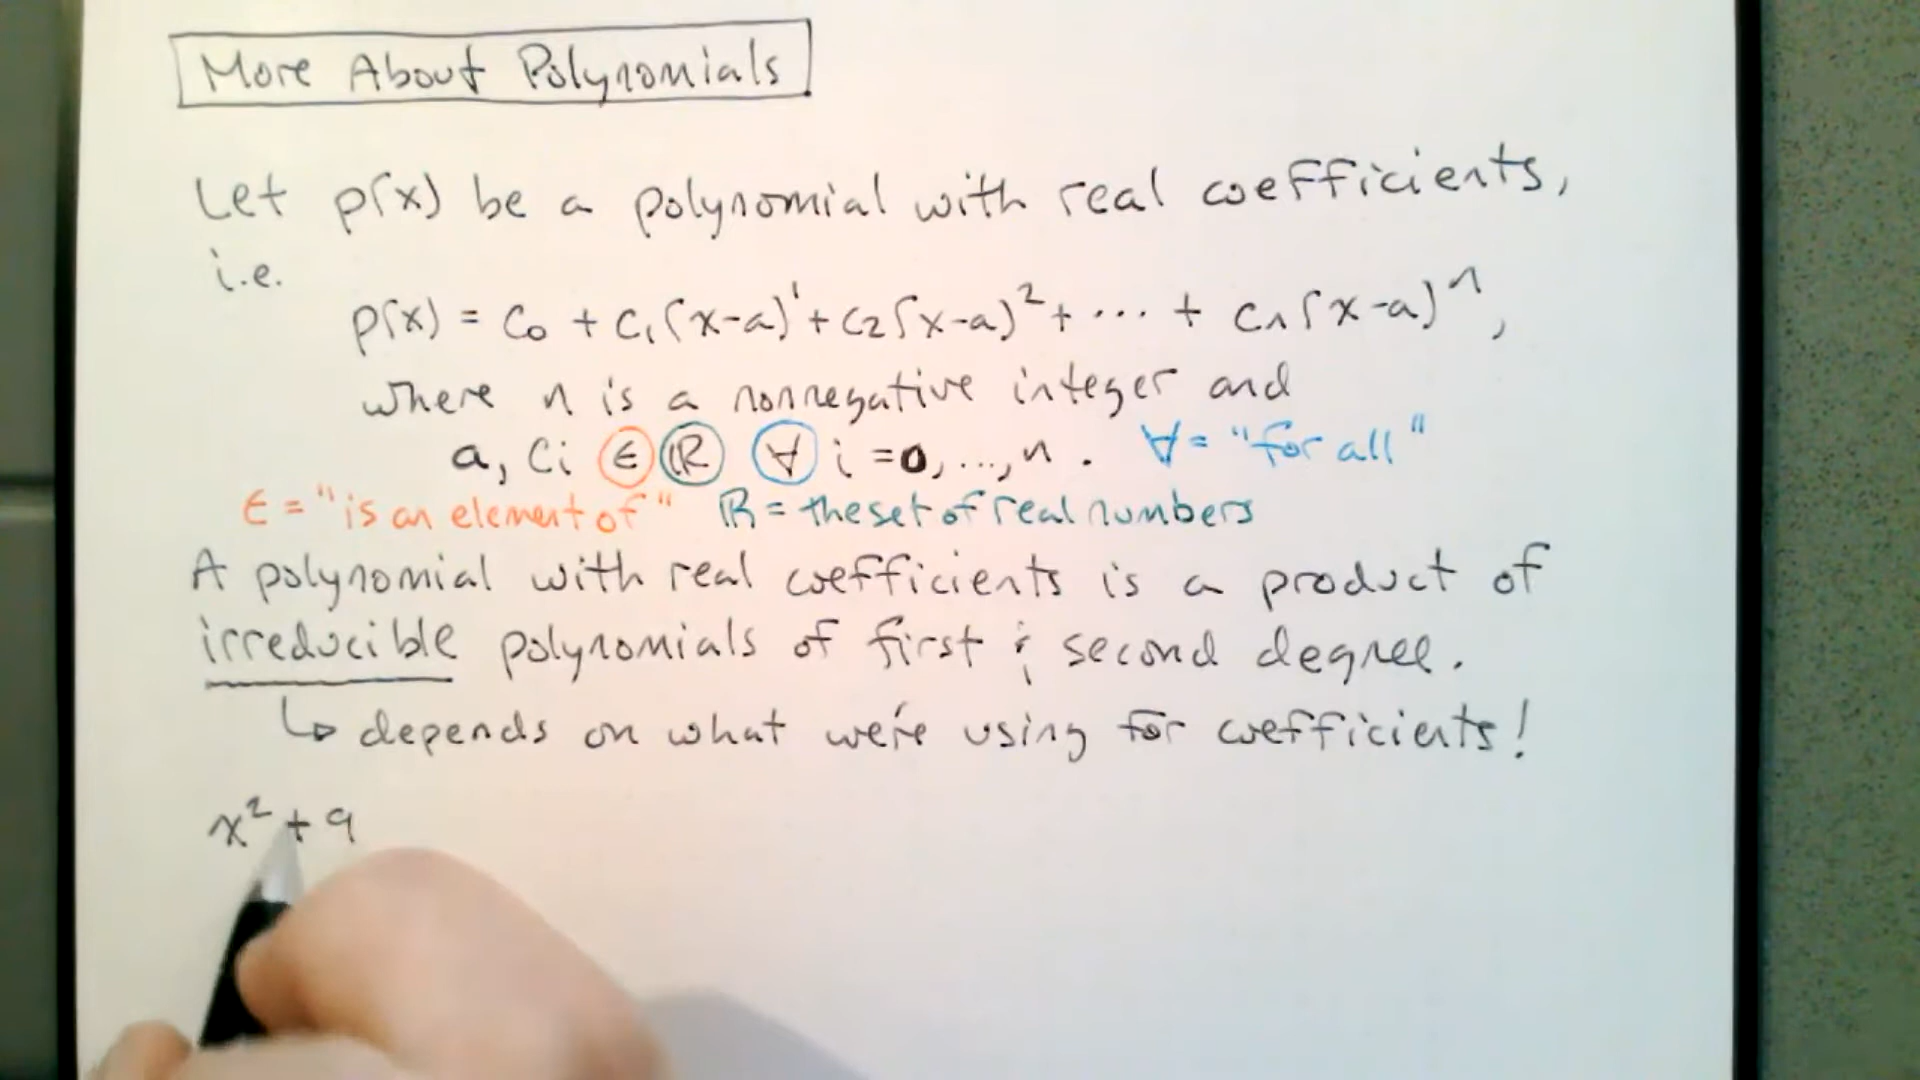 More About Polynomials
Let p(x) be a polynomial with real coefficients,
i.e.
p(x) = c₀ + c₁(x-a)¹ + c₂(x-a)² + ... + cₙ(x-a)ⁿ,
where n is a nonnegative integer and
a, cᵢ ∈ ℝ ∀ i = 0, ..., n. ∀ = "for all"
∈ = "is an element of" ℝ = the set of real numbers
A polynomial with real coefficients is a product of
irreducible polynomials of first & second degree.
↳ depends on what we're using for coefficients!
x² + 9